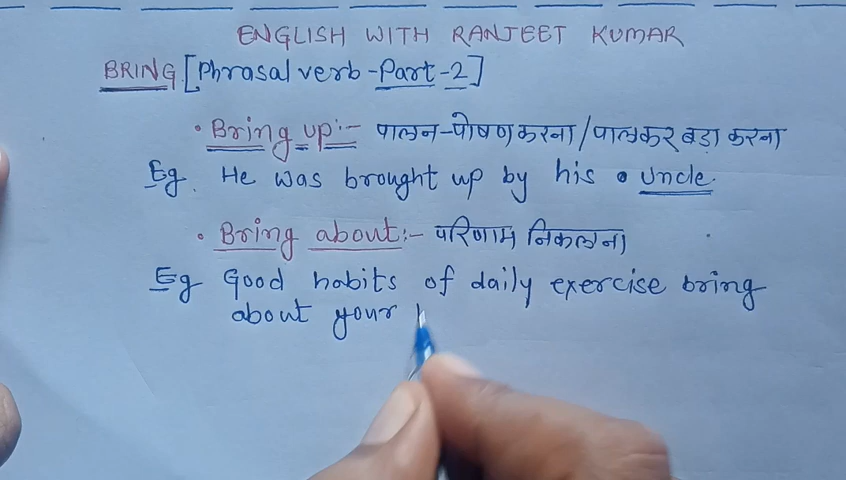 ENGLISH WITH RANJEET KUMAR
BRING [Phrasal verb-Part-2]
• Bring up:- पालन-पोषण करना/पालकर बड़ा करना
Eg. He was brought up by his uncle.
• Bring about:- परिणाम निकलना
Eg Good habits of daily exercise bring
about your